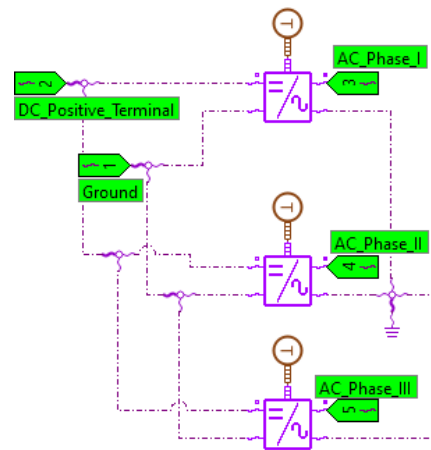 T
AC_Phase_I
2
3
DC_Positive_Terminal
1
Ground
T
AC_Phase_II
4
T
AC_Phase_III
5